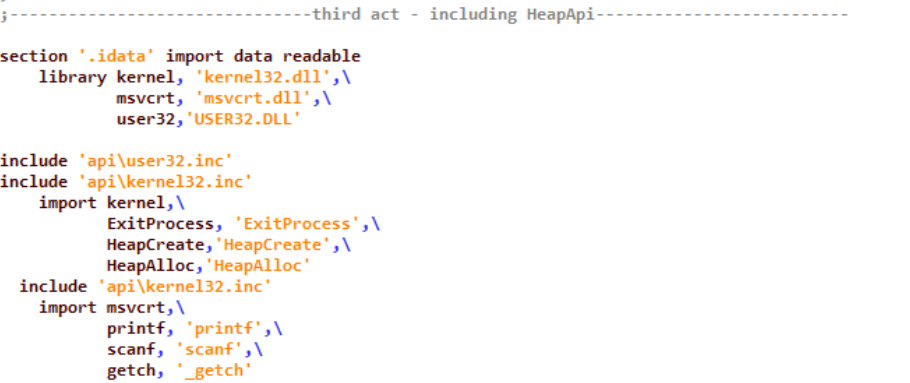 ;-------------------------------third act - including HeapApi--------------------------
section '.idata' import data readable
    library kernel, 'kernel32.dll',\
            msvcrt, 'msvcrt.dll',\
            user32,'USER32.DLL'
include 'api\user32.inc'
include 'api\kernel32.inc'
    import kernel,\
           ExitProcess, 'ExitProcess',\
           HeapCreate,'HeapCreate',\
           HeapAlloc,'HeapAlloc'
  include 'api\kernel32.inc'
    import msvcrt,\
           printf, 'printf',\
           scanf, 'scanf',\
           getch, '_getch'